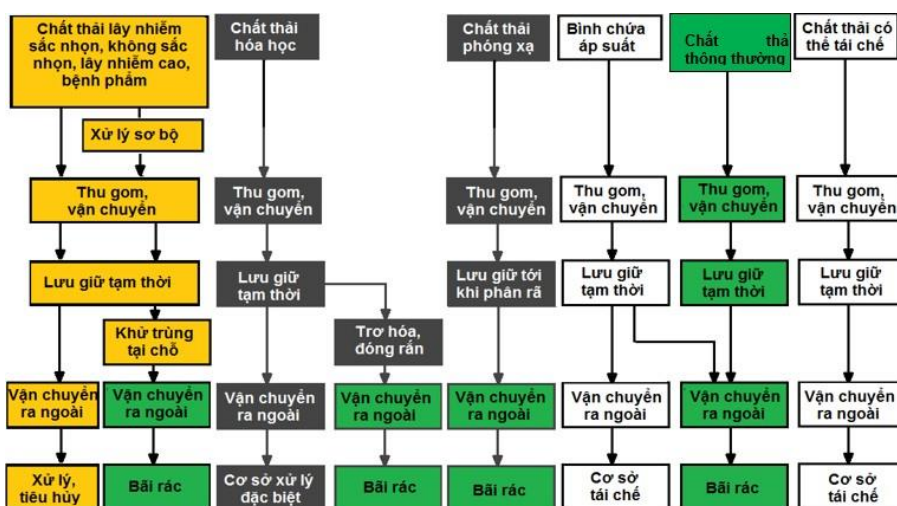 Chất thải lây nhiễm
sắc nhọn, không sắc
nhọn, lây nhiễm cao,
bệnh phẩm
Chất thải
hóa học
Chất thải
phóng xạ
Bình chứa
áp suất
Chất thả
thông thường
Chất thải có
thể tái chế
Xử lý sơ bộ
Thu gom,
vận chuyển
Thu gom,
vận chuyển
Thu gom,
vận chuyển
Thu gom,
vận chuyển
Thu gom,
vận chuyển
Thu gom,
vận chuyển
Lưu giữ tạm thời
Lưu giữ
tạm thời
Lưu giữ tới
khi phân rã
Lưu giữ
tạm thời
Lưu giữ
tạm thời
Lưu giữ
tạm thời
Khử trùng
tại chỗ
Trơ hóa,
đóng rắn
Vận chuyển
ra ngoài
Vận chuyển
ra ngoài
Vận chuyển
ra ngoài
Vận chuyển
ra ngoài
Vận chuyển
ra ngoài
Vận chuyển
ra ngoài
Vận chuyển
ra ngoài
Vận chuyển
ra ngoài
Xử lý,
tiêu hủy
Bãi rác
Cơ sở xử lý
đặc biệt
Bãi rác
Bãi rác
Cơ sở
tái chế
Bãi rác
Cơ sở
tái chế